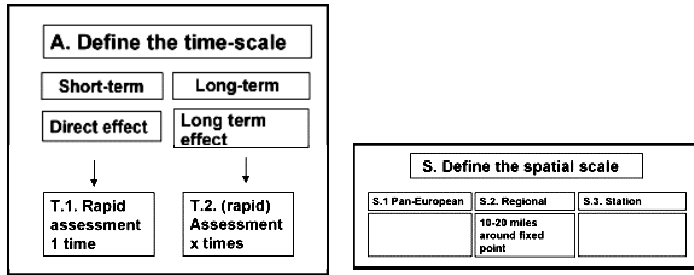 A. Define the time-scale
Short-term
Long-term
Direct effect
Long term
effect
T.1. Rapid
assessment
1 time
T.2. (rapid)
Assessment
x times
S. Define the spatial scale
S.1 Pan-European
S.2. Regional
S.3. Station
10-20 miles
around fixed
point